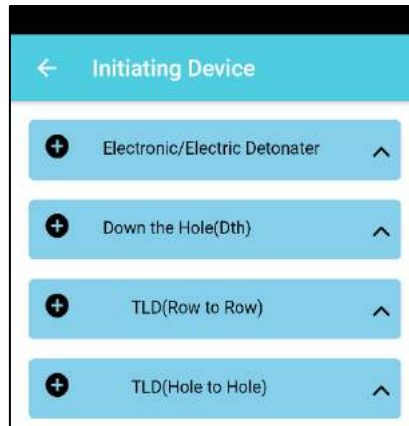 Initiating Device
Electronic/Electric Detonater
Down the Hole(Dth)
TLD(Row to Row)
TLD(Hole to Hole)